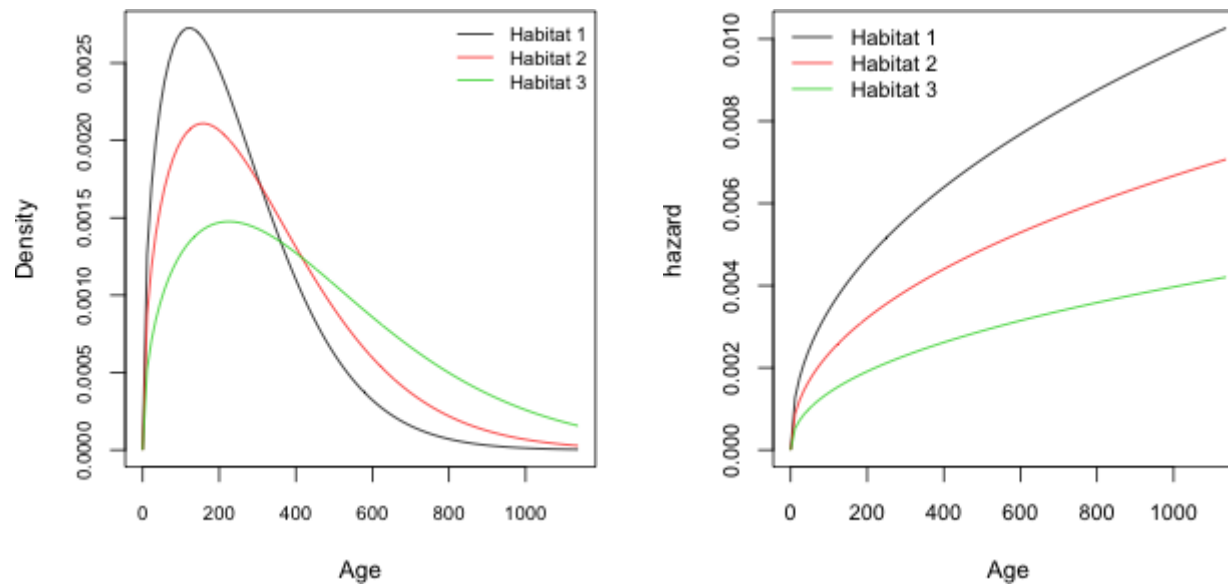 Density
0.0025
0.0020
0.0015
0.0010
0.0005
0.0000
Habitat 1
Habitat 2
Habitat 3
0 200 400 600 800 1000
Age
hazard
0.010
0.008
0.006
0.004
0.002
0.000
Habitat 1
Habitat 2
Habitat 3
0 200 400 600 800 1000
Age